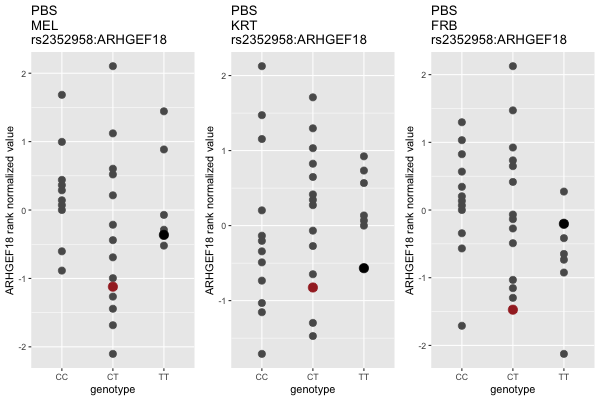 PBS
MEL
rs2352958:ARHGEF18
ARHGEF18 rank normalized value
2
1
0
-1
-2
CC
CT
TT
genotype
PBS
KRT
rs2352958:ARHGEF18
ARHGEF18 rank normalized value
2
1
0
-1
CC
CT
TT
genotype
PBS
FRB
rs2352958:ARHGEF18
ARHGEF18 rank normalized value
2
1
0
-1
-2
CC
CT
TT
genotype